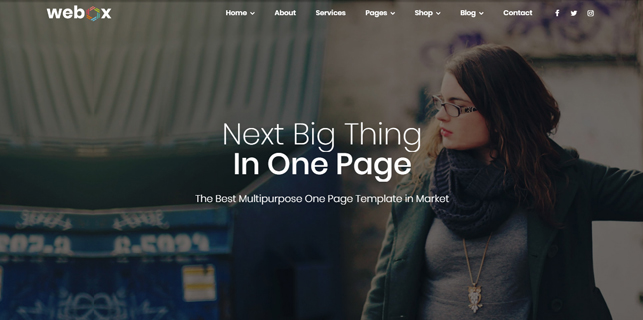 webox
Home About Services Pages Shop Blog Contact
Next Big Thing
In One Page
The Best Multipurpose One Page Template in Market